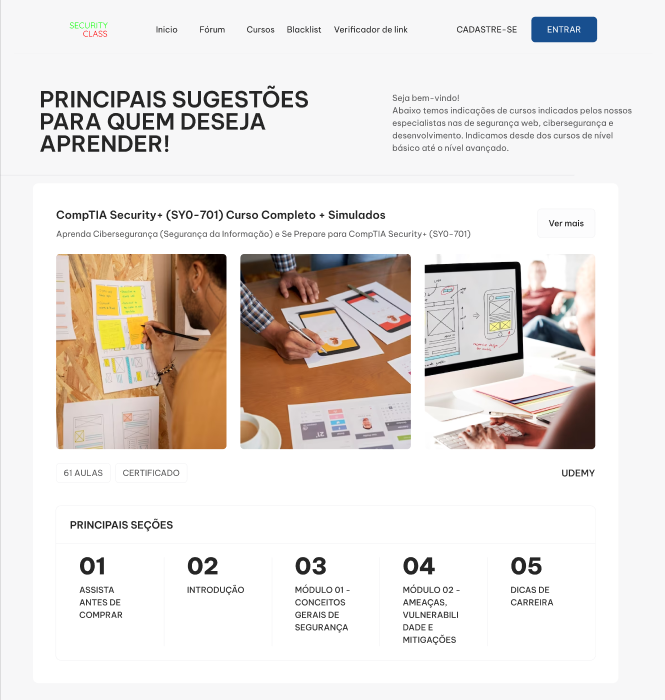 SECURITY
CLASS
Inicio
Fórum
Cursos
Blacklist
Verificador de link
CADASTRE-SE
ENTRAR
PRINCIPAIS SUGESTÕES
PARA QUEM DESEJA
APRENDER!
Seja bem-vindo!
Abaixo temos indicações de cursos indicados pelos nossos
especialistas nas de segurança web, cibersegurança e
desenvolvimento. Indicamos desde dos cursos de nível
básico até o nível avançado.
CompTIA Security+ (SY0-701) Curso Completo + Simulados
Aprenda Cibersegurança (Segurança da Informação) e Se Prepare para CompTIA Security+ (SY0-701)
Ver mais
61 AULAS
CERTIFICADO
UDEMY
PRINCIPAIS SEÇÕES
01
ASSISTA
ANTES DE
COMPRAR
02
INTRODUÇÃO
03
MÓDULO 01 -
CONCEITOS
GERAIS DE
SEGURANÇA
04
MÓDULO 02 -
AMEAÇAS,
VULNERABILI
DADE E
MITIGAÇÕES
05
DICAS DE
CARREIRA